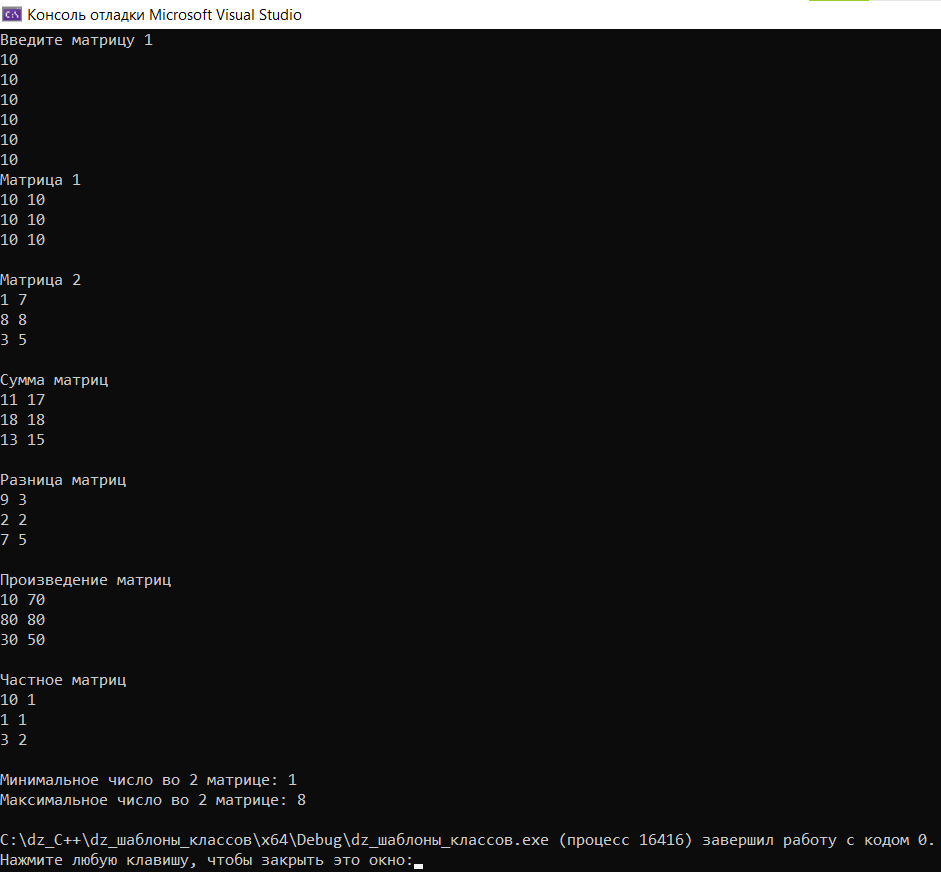 Консоль отладки Microsoft Visual Studio
Введите матрицу 1
10
10
10
10
10
10
Матрица 1
10 10
10 10
10 10
Матрица 2
1 7
8 8
3 5
Сумма матриц
11 17
18 18
13 15
Разница матриц
9 3
2 2
7 5
Произведение матриц
10 70
80 80
30 50
Частное матриц
10 1
1 1
3 2
Минимальное число во 2 матрице: 1
Максимальное число во 2 матрице: 8
C:\dz_C++\dz_шаблоны_классов\x64\Debug\dz_шаблоны_классов.exe (процесс 16416) завершил работу с кодом 0.
Нажмите любую клавишу, чтобы закрыть это окно: